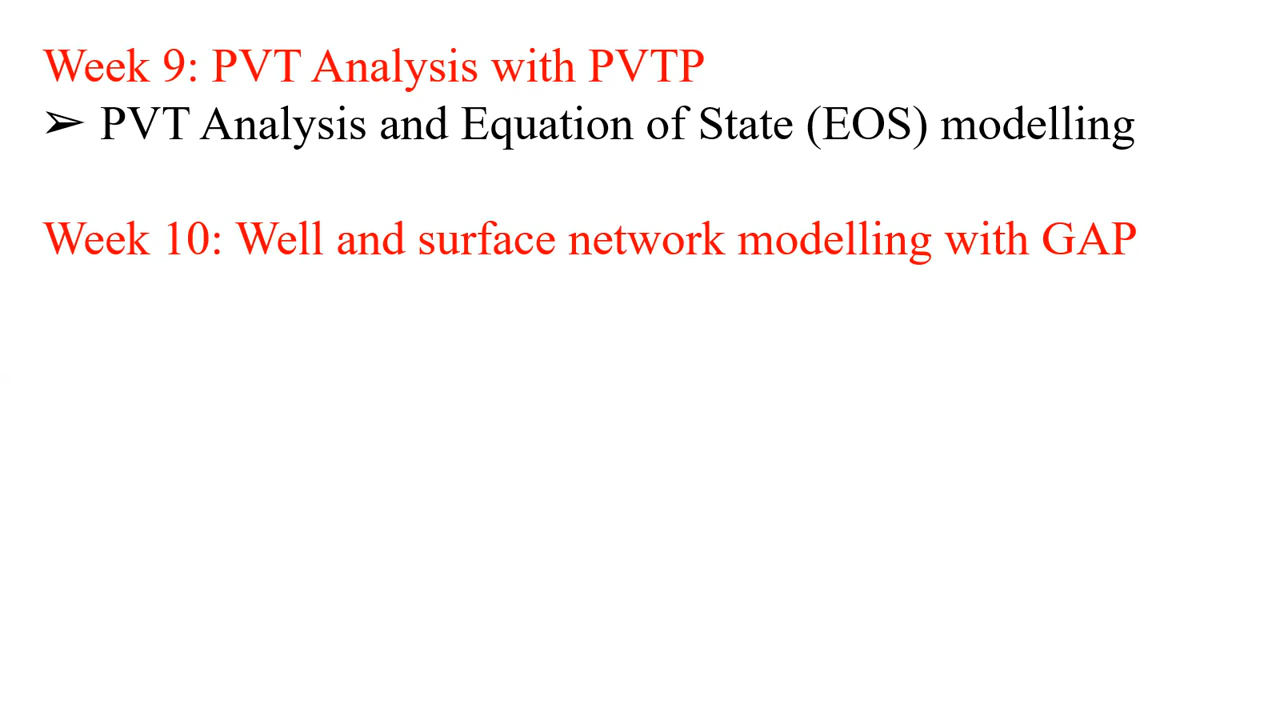 Week 9: PVT Analysis with PVTP
➢ PVT Analysis and Equation of State (EOS) modelling
Week 10: Well and surface network modelling with GAP